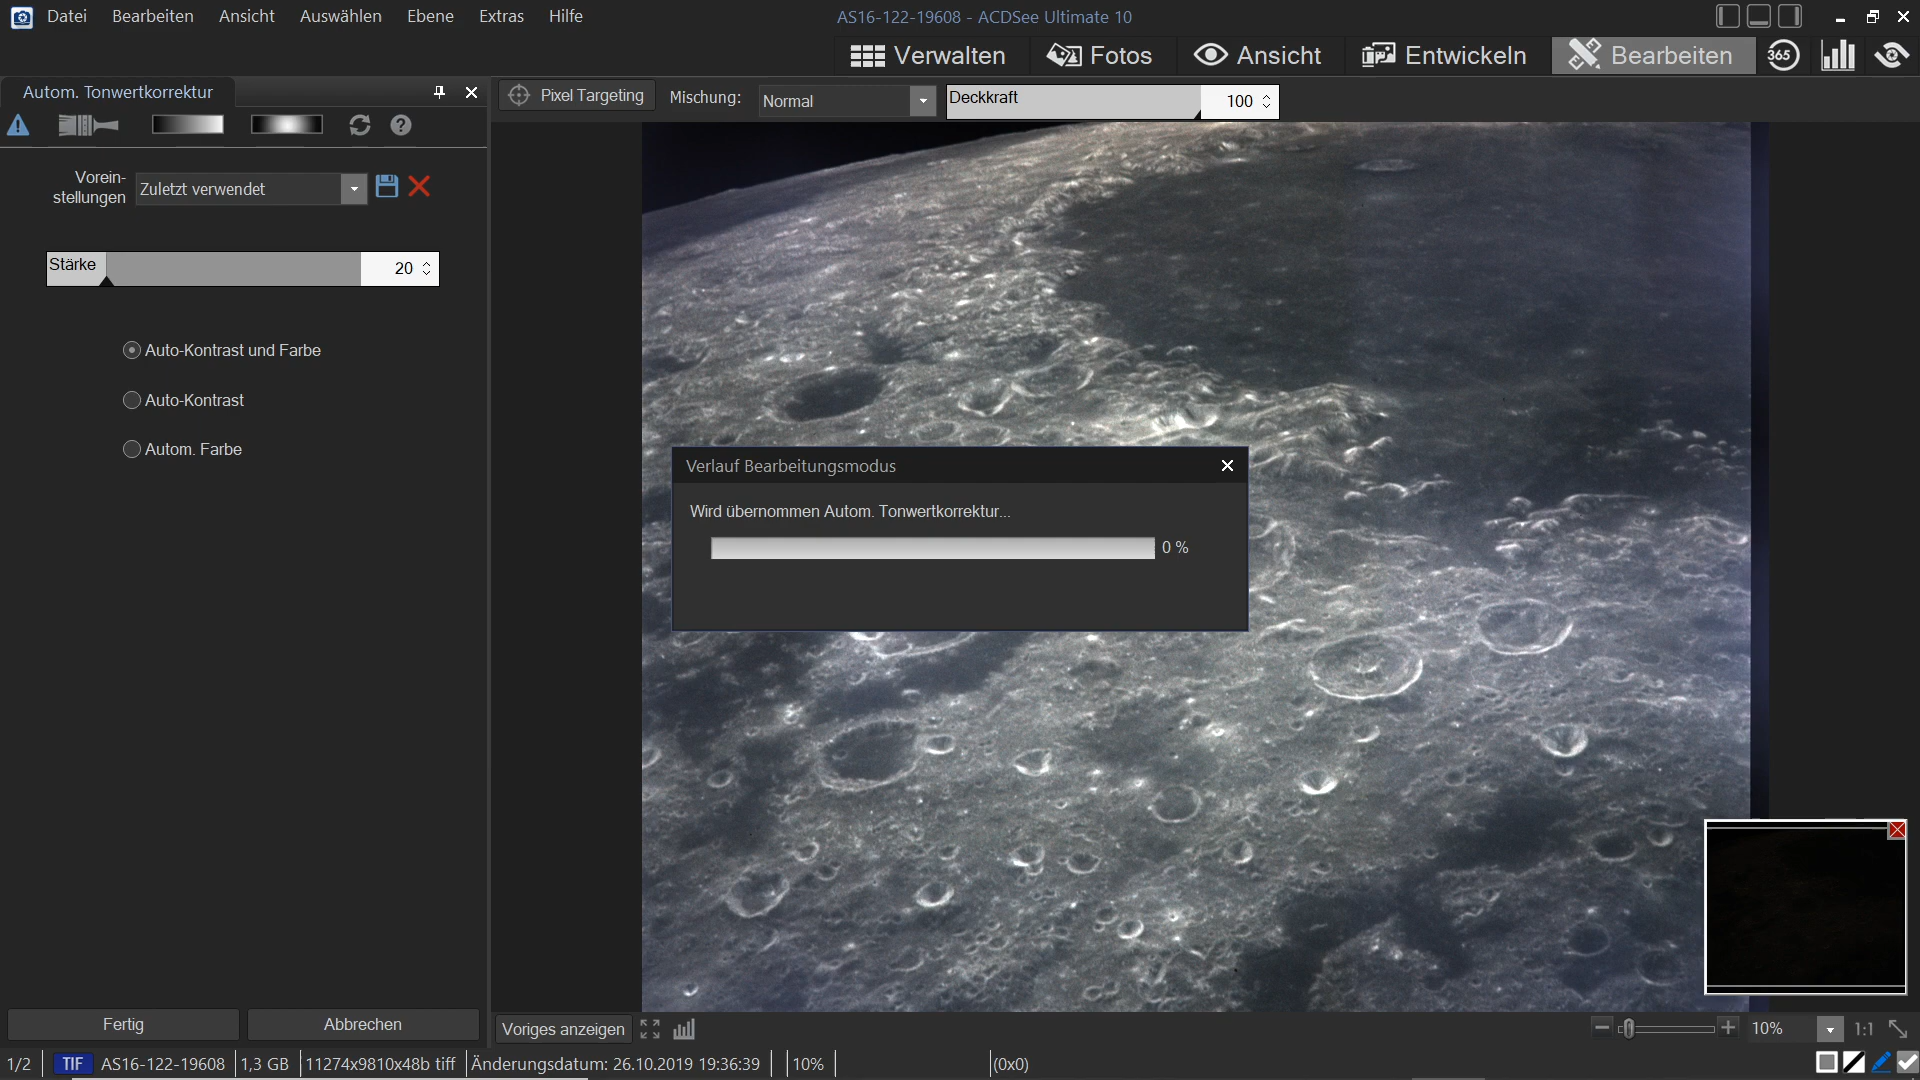 Datei Bearbeiten Ansicht Auswählen Ebene Extras Hilfe
AS16-122-19608 - ACDSee Ultimate 10
Verwalten Fotos Ansicht Entwickeln Bearbeiten 365
Autom. Tonwertkorrektur
Pixel Targeting Mischung: Normal Deckkraft 100
Vorein-
stellungen
Zuletzt verwendet
Stärke 20
Auto-Kontrast und Farbe
Auto-Kontrast
Autom. Farbe
Verlauf Bearbeitungsmodus
Wird übernommen Autom. Tonwertkorrektur...
0 %
Fertig Abbrechen
Voriges anzeigen 10% 1:1
1/2 TIF AS16-122-19608 1,3 GB 11274x9810x48b tiff Änderungsdatum: 26.10.2019 19:36:39 10% (0x0)